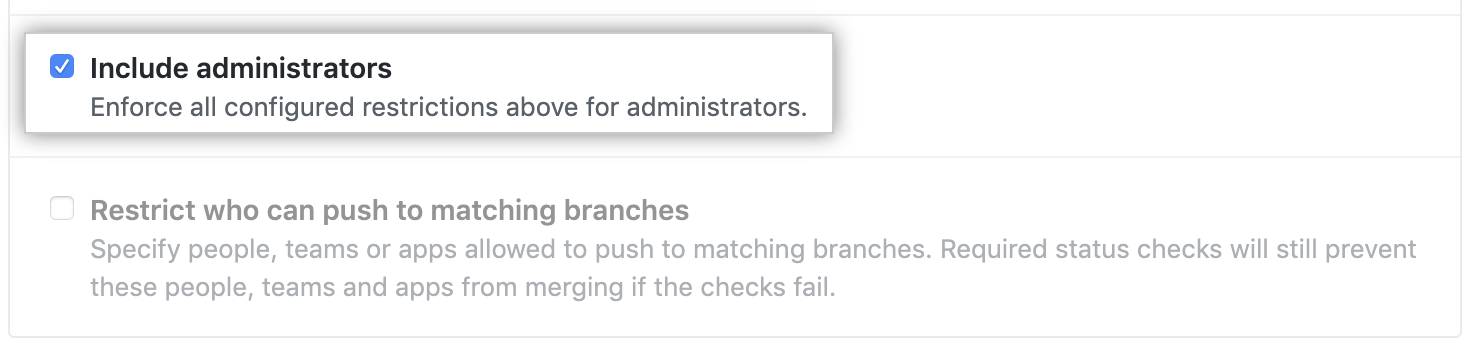 Include administrators
Enforce all configured restrictions above for administrators.
Restrict who can push to matching branches
Specify people, teams or apps allowed to push to matching branches. Required status checks will still prevent
these people, teams and apps from merging if the checks fail.